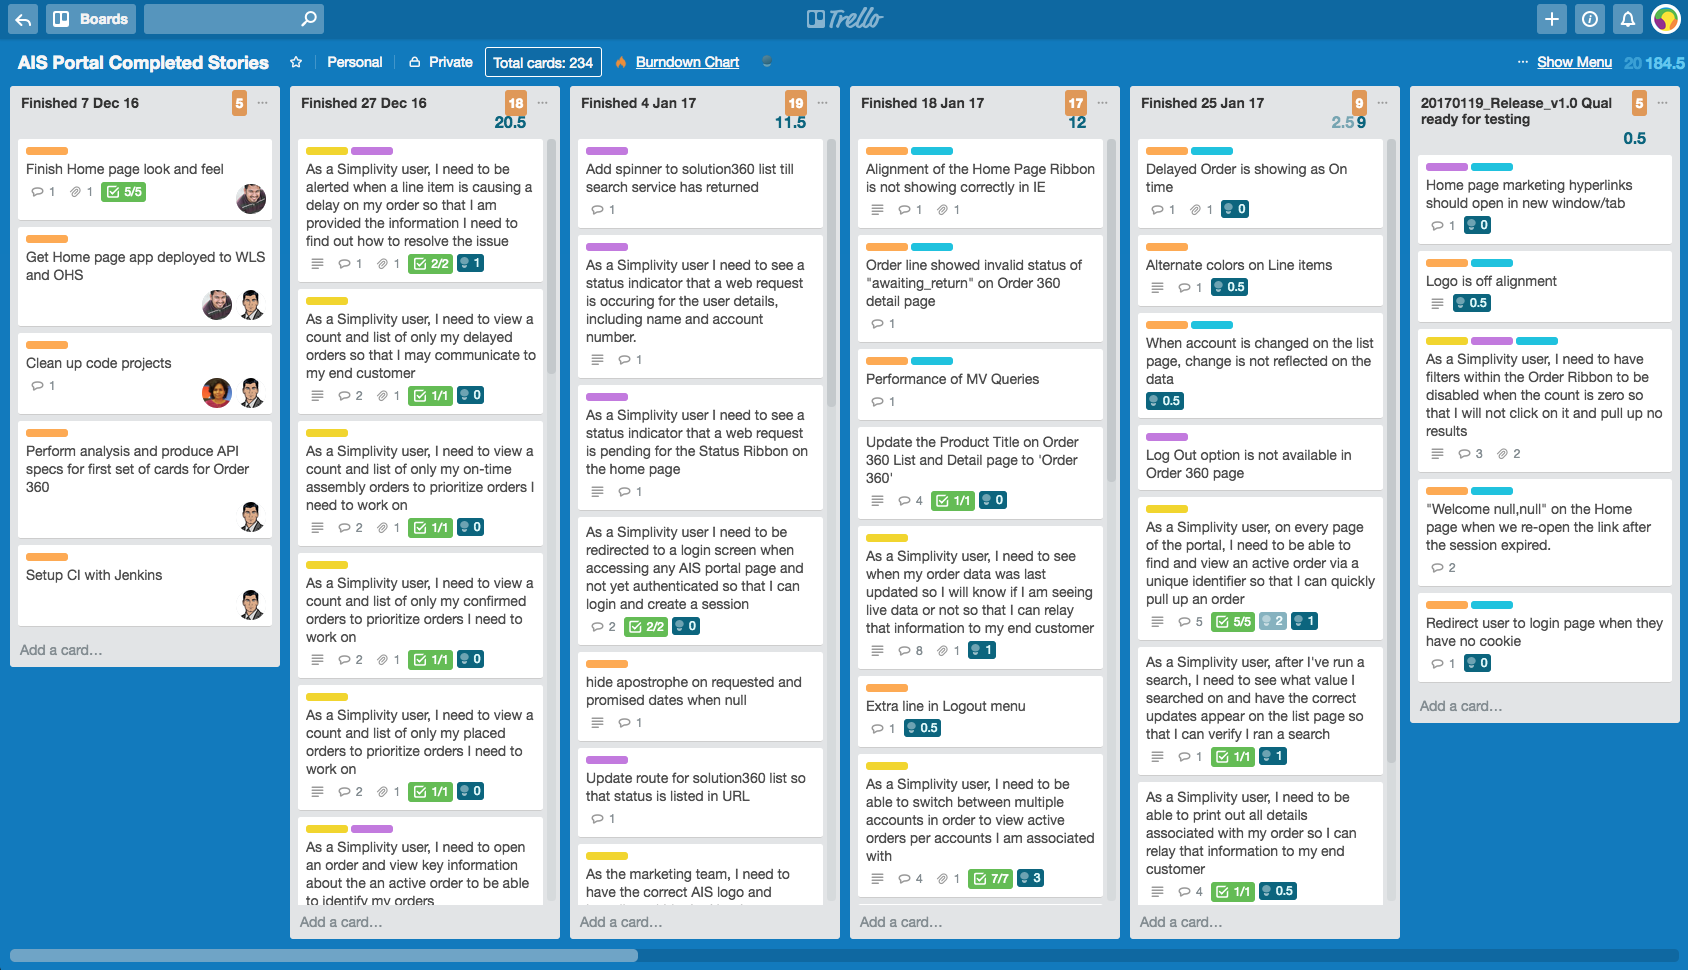 Boards
Trello
AIS Portal Completed Stories
Personal
Private
Total cards: 234
Burndown Chart
Show Menu
20 184.5
Finished 7 Dec 16
5
Finish Home page look and feel
1 1 5/5
Get Home page app deployed to WLS
and OHS
Clean up code projects
1
Perform analysis and produce API
specs for first set of cards for Order
360
Setup CI with Jenkins
Add a card...
Finished 27 Dec 16
18
20.5
As a Simplivity user, I need to be
alerted when a line item is causing a
delay on my order so that I am
provided the information I need to
find out how to resolve the issue
1 1 2/2 1
As a Simplivity user, I need to view a
count and list of only my delayed
orders so that I may communicate to
my end customer
2 1 1/1 0
As a Simplivity user, I need to view a
count and list of only my on-time
assembly orders to prioritize orders I
need to work on
2 1 1/1 0
As a Simplivity user, I need to view a
count and list of only my confirmed
orders to prioritize orders I need to
work on
2 1 1/1 0
As a Simplivity user, I need to view a
count and list of only my placed
orders to prioritize orders I need to
work on
2 1 1/1 0
As a Simplivity user, I need to open
an order and view key information
about the an active order to be able
to identify my orders
Add a card...
Finished 4 Jan 17
19
11.5
Add spinner to solution360 list till
search service has returned
1
As a Simplivity user I need to see a
status indicator that a web request
is occuring for the user details,
including name and account
number.
1
As a Simplivity user I need to see a
status indicator that a web request
is pending for the Status Ribbon on
the home page
1
As a Simplivity user I need to be
redirected to a login screen when
accessing any AIS portal page and
not yet authenticated so that I can
login and create a session
2 2/2 0
hide apostrophe on requested and
promised dates when null
1
Update route for solution360 list so
that status is listed in URL
1
As the marketing team, I need to
have the correct AIS logo and
Add a card...
Finished 18 Jan 17
17
12
Alignment of the Home Page Ribbon
is not showing correctly in IE
1 1
Order line showed invalid status of
"awaiting_return" on Order 360
detail page
1
Performance of MV Queries
1
Update the Product Title on Order
360 List and Detail page to 'Order
360'
4 1/1 0
As a Simplivity user, I need to see
when my order data was last
updated so I will know if I am seeing
live data or not so that I can relay
that information to my end customer
8 1 1
Extra line in Logout menu
1 0.5
As a Simplivity user, I need to be
able to switch between multiple
accounts in order to view active
orders per accounts I am associated
with
4 1 7/7 3
Add a card...
Finished 25 Jan 17
9
2.5 9
Delayed Order is showing as On
time
1 1 0
Alternate colors on Line items
1 0.5
When account is changed on the list
page, change is not reflected on the
data
0.5
Log Out option is not available in
Order 360 page
As a Simplivity user, on every page
of the portal, I need to be able to
find and view an active order via a
unique identifier so that I can quickly
pull up an order
5 5/5 2 1
As a Simplivity user, after I've run a
search, I need to see what value I
searched on and have the correct
updates appear on the list page so
that I can verify I ran a search
1 1/1 1
As a Simplivity user, I need to be
able to print out all details
associated with my order so I can
relay that information to my end
customer
4 1/1 0.5
Add a card...
20170119_Release_v1.0 Qual
ready for testing
5
0.5
Home page marketing hyperlinks
should open in new window/tab
1 0
Logo is off alignment
0.5
As a Simplivity user, I need to have
filters within the Order Ribbon to be
disabled when the count is zero so
that I will not click on it and pull up no
results
3 2
"Welcome null,null" on the Home
page when we re-open the link after
the session expired.
2
Redirect user to login page when they
have no cookie
1 0
Add a card...